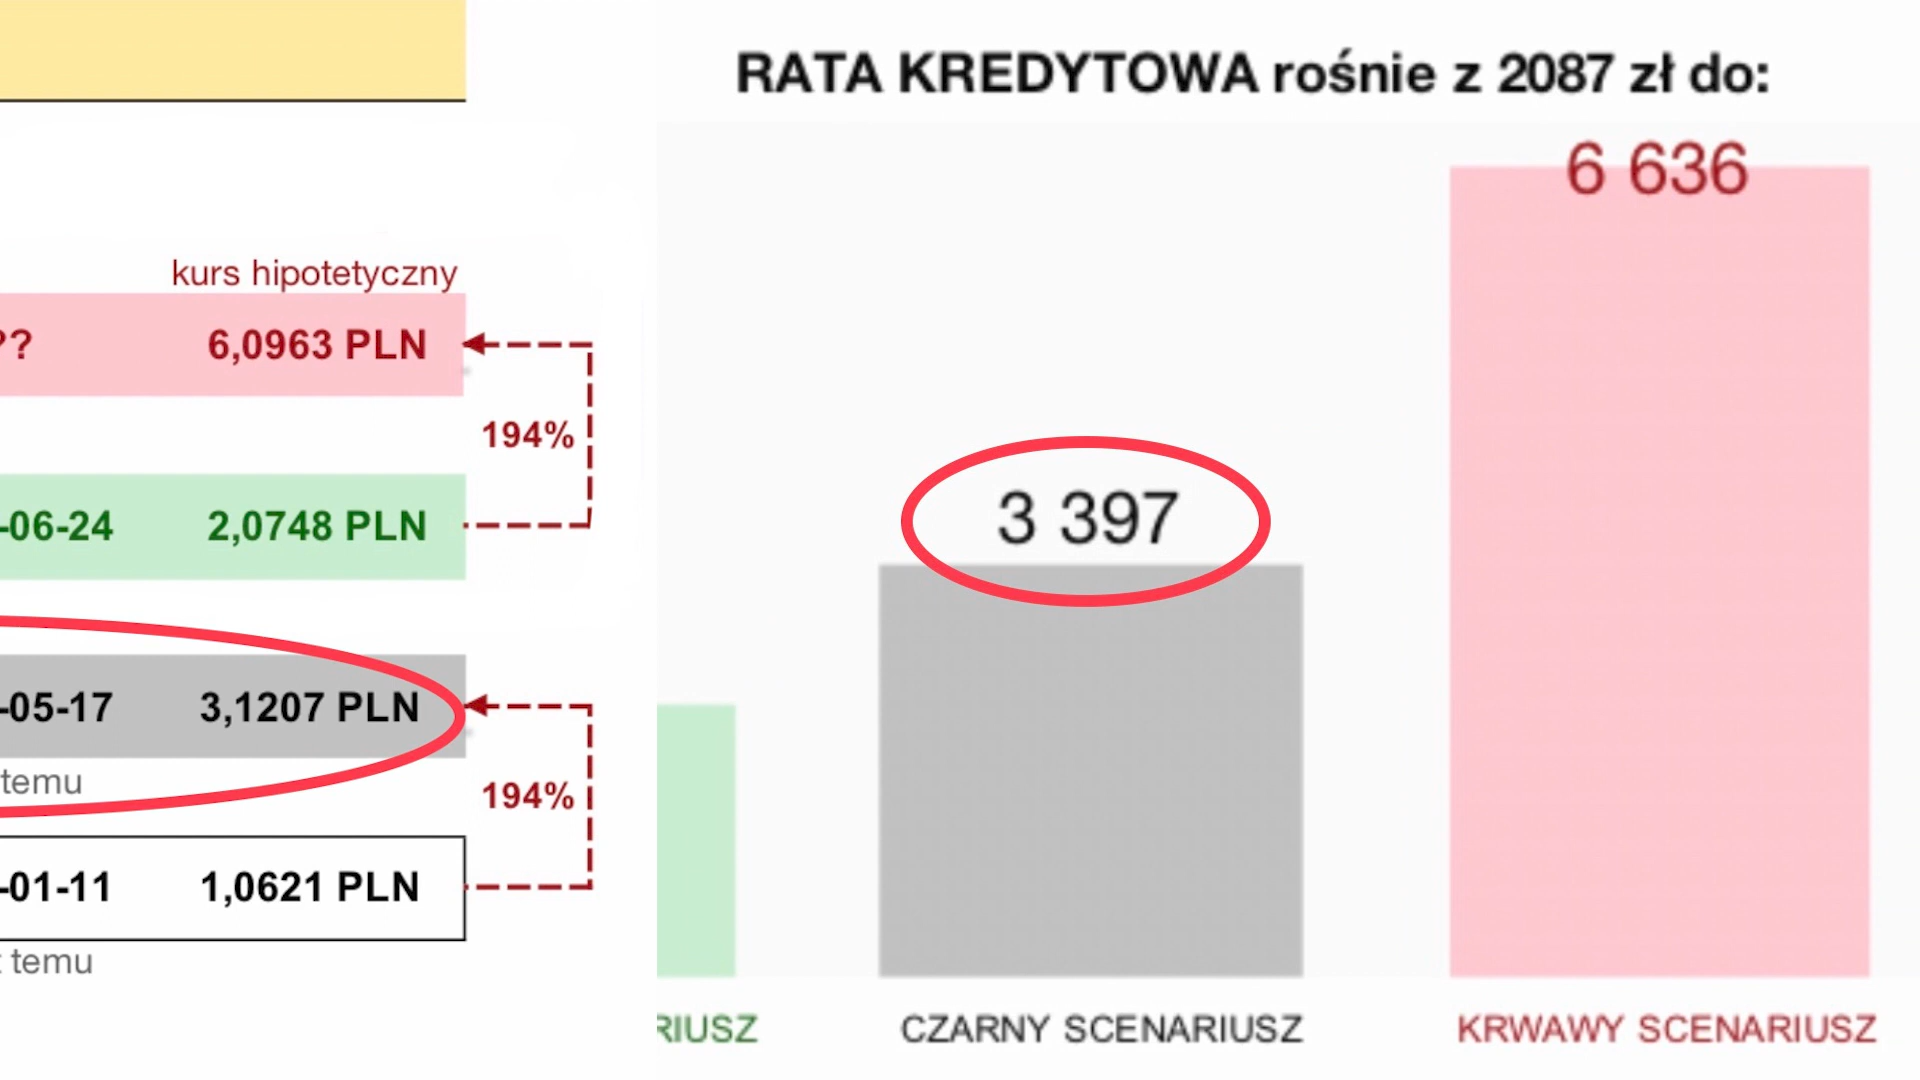 RATA KREDYTOWA rośnie z 2087 zł do:
kurs hipotetyczny
?? 6,0963 PLN
194%
-06-24 2,0748 PLN
-05-17 3,1207 PLN
temu
194%
-01-11 1,0621 PLN
temu
6 636
3 397
RIUSZ
CZARNY SCENARIUSZ
KRWAWY SCENARIUSZ